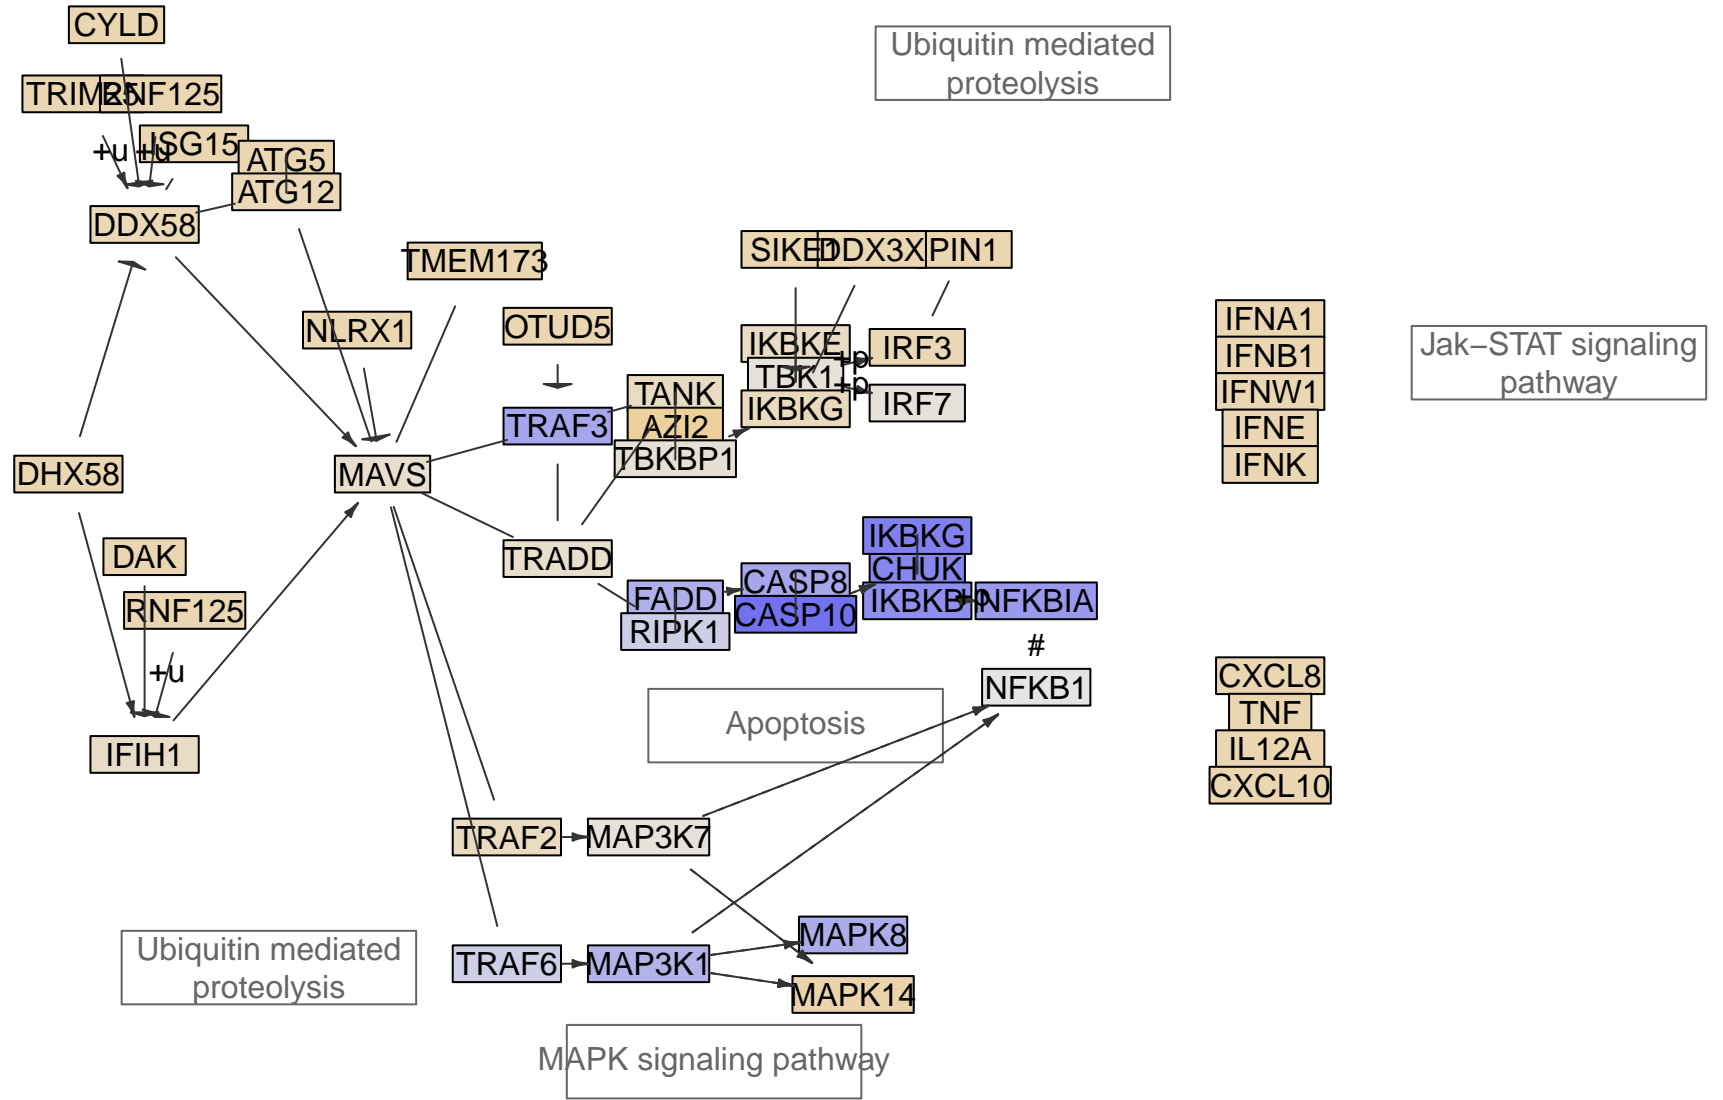 CYLD
Ubiquitin mediated
proteolysis
TRIM25
RNF125
ISG15
+u
+u
ATG5
ATG12
DDX58
TMEM173
SIKE1
DDX3X
PIN1
NLRX1
OTUD5
IKBKE
IRF3
+p
TBK1
+p
IKBKG
IRF7
IFNA1
IFNB1
IFNW1
IFNE
IFNK
Jak−STAT signaling
pathway
TANK
TRAF3
AZI2
TBKBP1
DHX58
MAVS
DAK
TRADD
IKBKG
CHUK
IKBKB
+p
NFKBIA
FADD
CASP8
CASP10
RIPK1
RNF125
+u
#
NFKB1
CXCL8
TNF
IL12A
CXCL10
Apoptosis
IFIH1
TRAF2
MAP3K7
MAPK8
Ubiquitin mediated
proteolysis
TRAF6
MAP3K1
MAPK14
MAPK signaling pathway